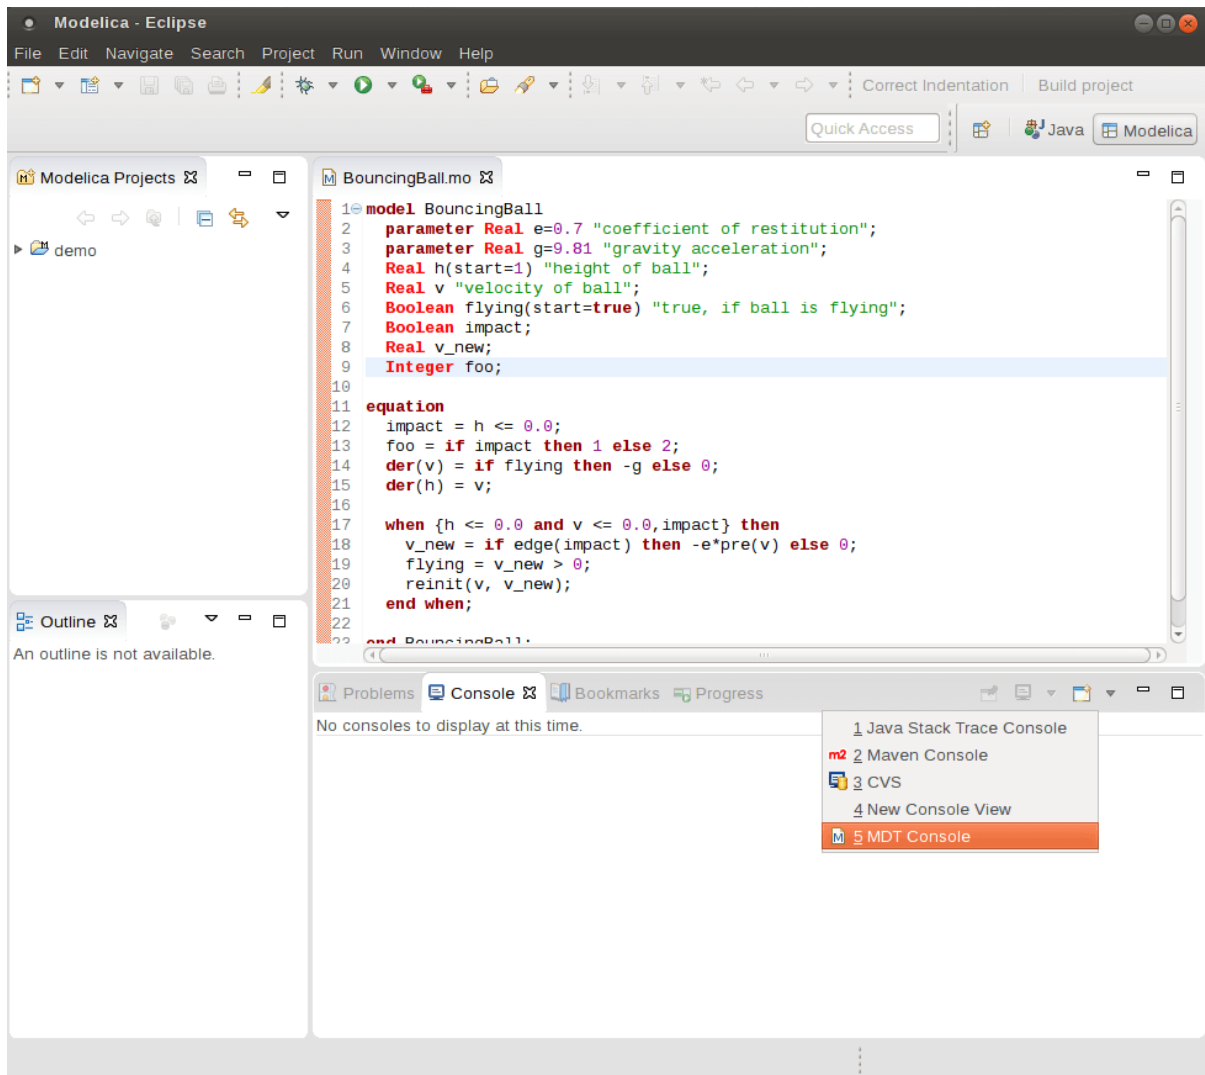 Modelica - Eclipse
File Edit Navigate Search Project Run Window Help
Correct Indentation Build project
Quick Access Java Modelica
Modelica Projects
demo
BouncingBall.mo
1 model BouncingBall
2 parameter Real e=0.7 "coefficient of restitution";
3 parameter Real g=9.81 "gravity acceleration";
4 Real h(start=1) "height of ball";
5 Real v "velocity of ball";
6 Boolean flying(start=true) "true, if ball is flying";
7 Boolean impact;
8 Real v_new;
9 Integer foo;
10
11 equation
12 impact = h <= 0.0;
13 foo = if impact then 1 else 2;
14 der(v) = if flying then -g else 0;
15 der(h) = v;
16
17 when {h <= 0.0 and v <= 0.0,impact} then
18 v_new = if edge(impact) then -e*pre(v) else 0;
19 flying = v_new > 0;
20 reinit(v, v_new);
21 end when;
22
23 end BouncingBall;
Outline
An outline is not available.
Problems Console Bookmarks Progress
No consoles to display at this time.
1 Java Stack Trace Console
m2 2 Maven Console
3 CVS
4 New Console View
M 5 MDT Console